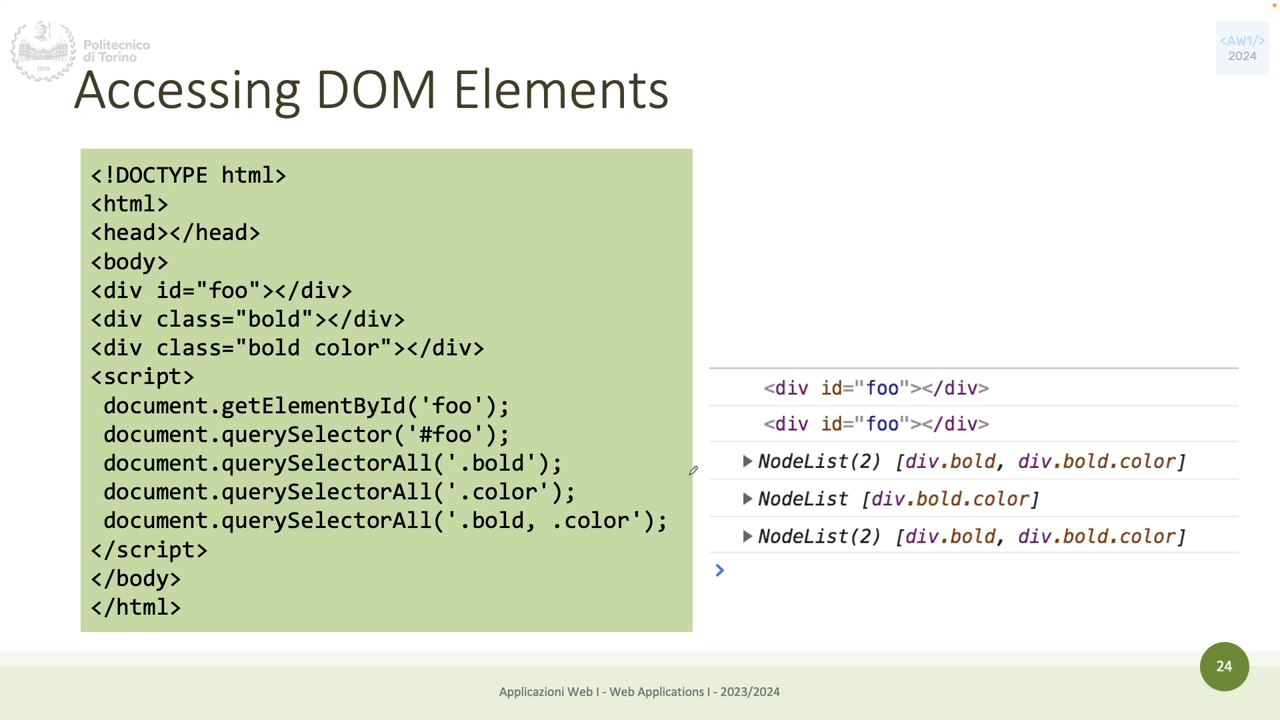 Politecnico
di Torino
1859
<AW1/>
2024
Accessing DOM Elements
<!DOCTYPE html>
<html>
<head></head>
<body>
<div id="foo"></div>
<div class="bold"></div>
<div class="bold color"></div>
<script>
document.getElementById('foo');
document.querySelector('#foo');
document.querySelectorAll('.bold');
document.querySelectorAll('.color');
document.querySelectorAll('.bold, .color');
</script>
</body>
</html>
<div id="foo"></div>
<div id="foo"></div>
NodeList(2) [div.bold, div.bold.color]
NodeList [div.bold.color]
NodeList(2) [div.bold, div.bold.color]
24
Applicazioni Web I - Web Applications I - 2023/2024